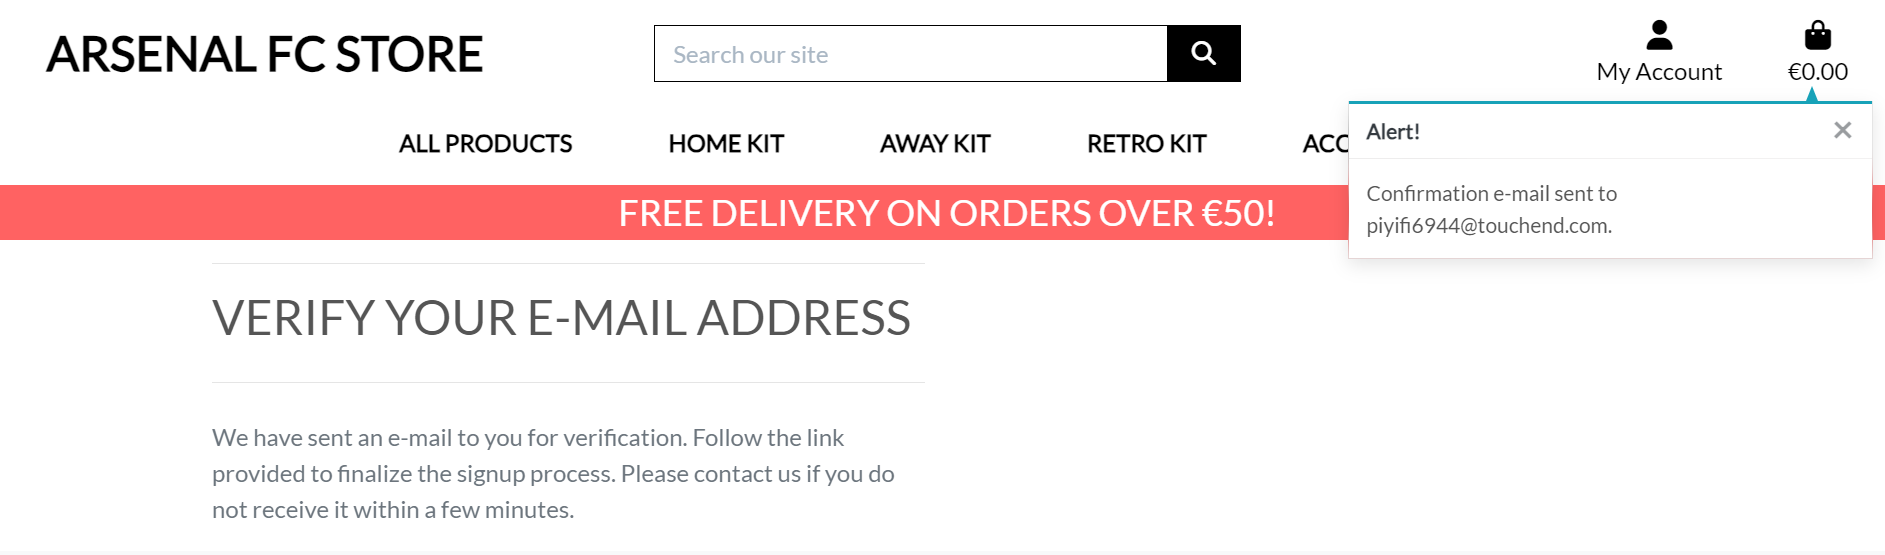 ARSENAL FC STORE
Search our site
My Account
€0.00
ALL PRODUCTS
HOME KIT
AWAY KIT
RETRO KIT
Alert!
Confirmation e-mail sent to
piyifi6944@touchend.com.
FREE DELIVERY ON ORDERS OVER €50!
VERIFY YOUR E-MAIL ADDRESS
We have sent an e-mail to you for verification. Follow the link
provided to finalize the signup process. Please contact us if you do
not receive it within a few minutes.